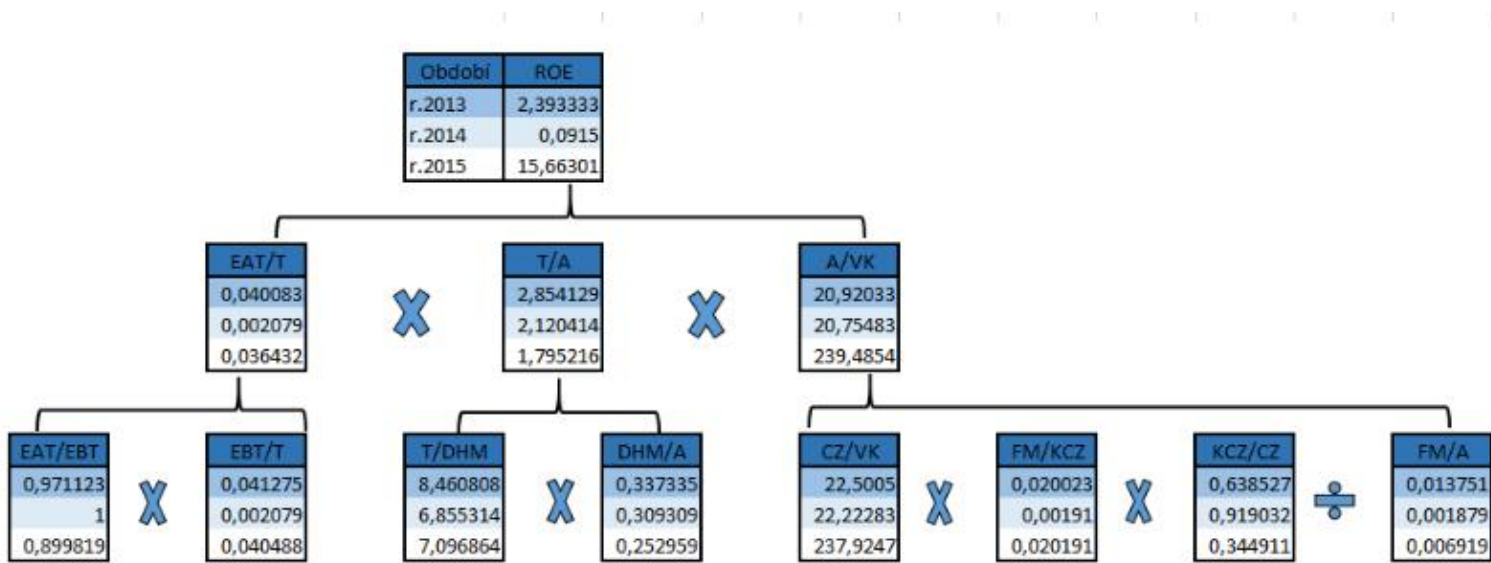 Období ROE
r.2013 2,393333
r.2014 0,0915
r.2015 15,66301
EAT/T T/A A/VK
0,040083 2,854129 20,92033
0,002079 2,120414 20,75483
0,036432 1,795216 239,4854
EAT/EBT EBT/T T/DHM DHM/A CZ/VK FM/KCZ KCZ/CZ FM/A
0,971123 0,041275 8,460808 0,337335 22,5005 0,020023 0,638527 0,013751
1 0,002079 6,855314 0,309309 22,22283 0,00191 0,919032 0,001879
0,899819 0,040488 7,096864 0,252959 237,9247 0,020191 0,344911 0,006919